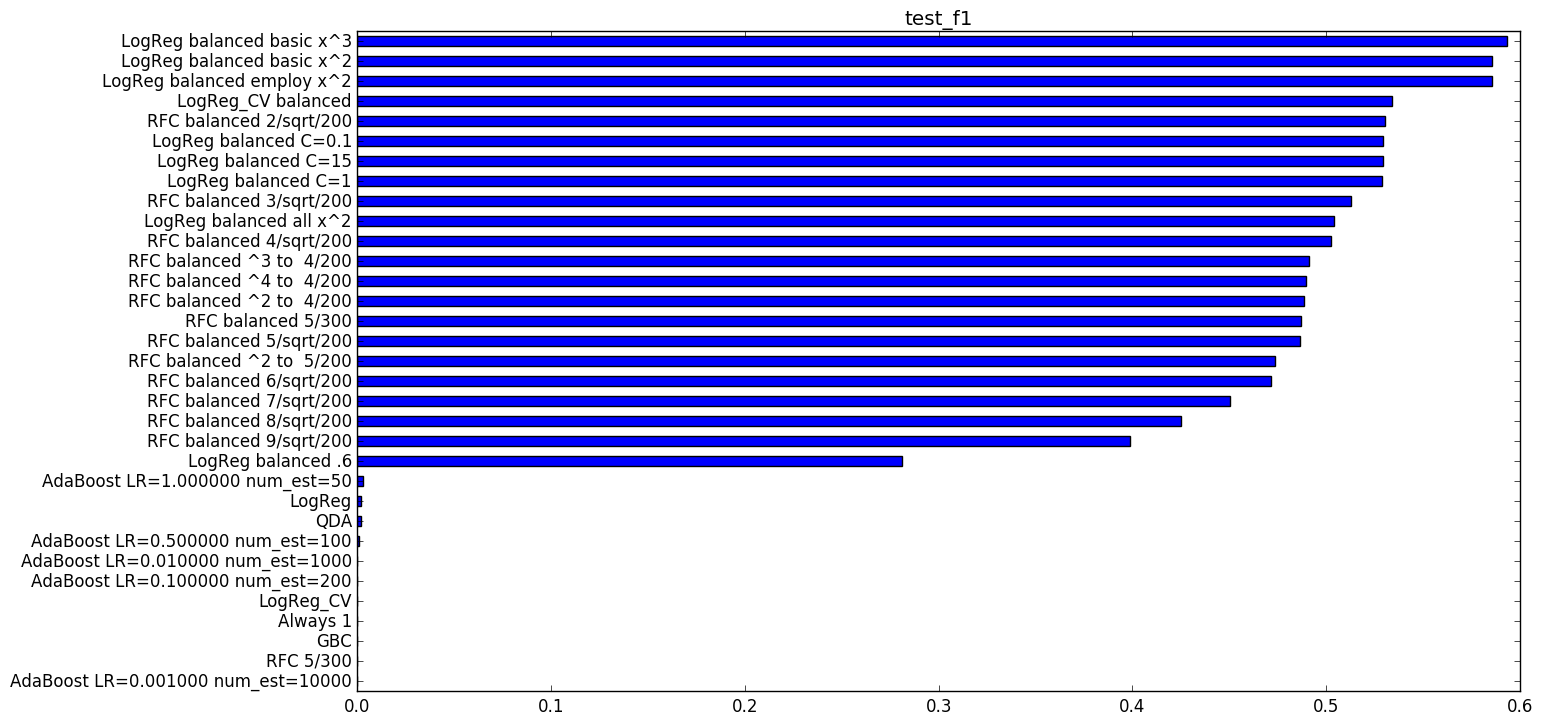 test_f1
LogReg balanced basic x^3
LogReg balanced basic x^2
LogReg balanced employ x^2
LogReg_CV balanced
RFC balanced 2/sqrt/200
LogReg balanced C=0.1
LogReg balanced C=15
LogReg balanced C=1
RFC balanced 3/sqrt/200
LogReg balanced all x^2
RFC balanced 4/sqrt/200
RFC balanced ^3 to  4/200
RFC balanced ^4 to  4/200
RFC balanced ^2 to  4/200
RFC balanced 5/300
RFC balanced 5/sqrt/200
RFC balanced ^2 to  5/200
RFC balanced 6/sqrt/200
RFC balanced 7/sqrt/200
RFC balanced 8/sqrt/200
RFC balanced 9/sqrt/200
LogReg balanced .6
AdaBoost LR=1.000000 num_est=50
LogReg
QDA
AdaBoost LR=0.500000 num_est=100
AdaBoost LR=0.010000 num_est=1000
AdaBoost LR=0.100000 num_est=200
LogReg_CV
Always 1
GBC
RFC 5/300
AdaBoost LR=0.001000 num_est=10000
0.0 0.1 0.2 0.3 0.4 0.5 0.6